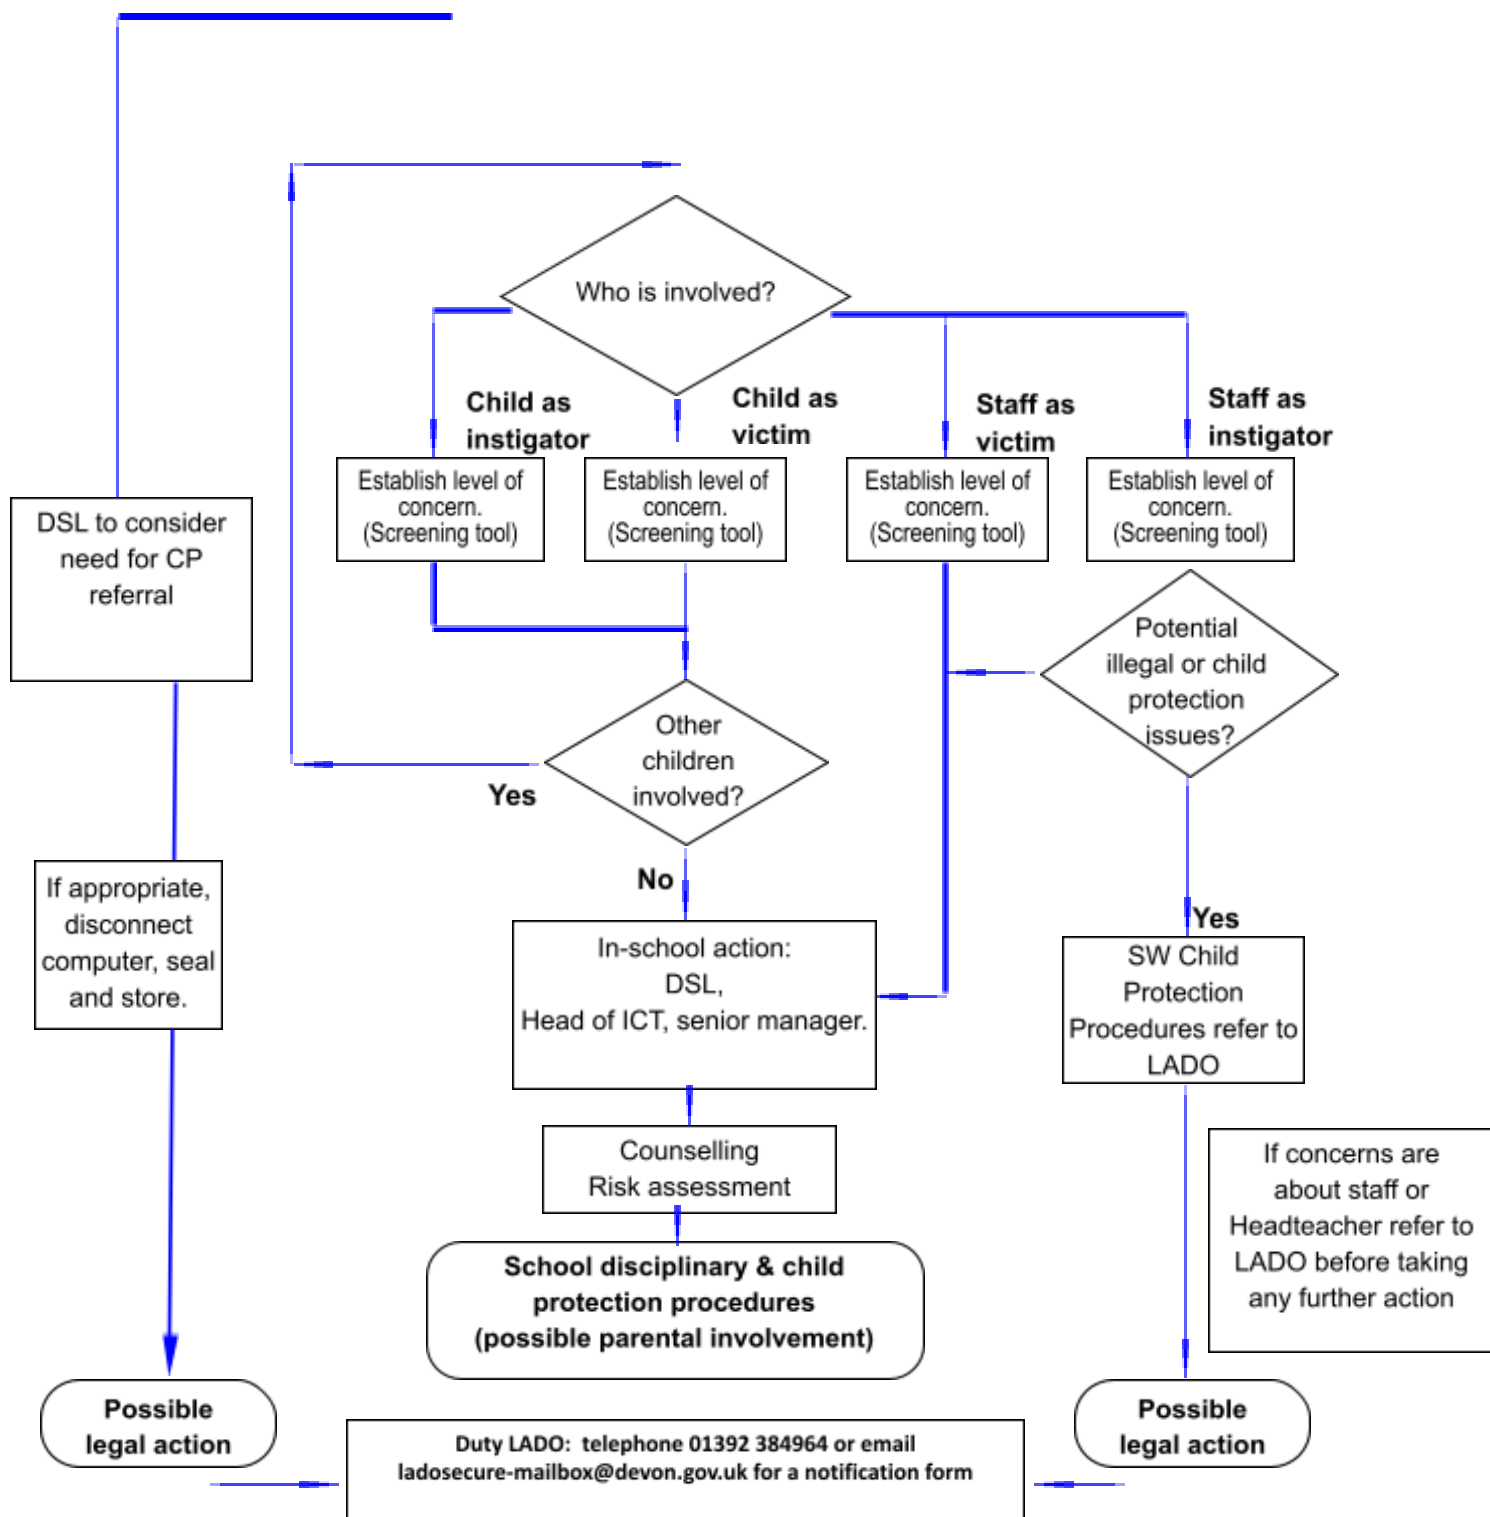 Who is involved?
Child as
instigator
Child as
victim
Staff as
victim
Staff as
instigator
Establish level of
concern.
(Screening tool)
Establish level of
concern.
(Screening tool)
Establish level of
concern.
(Screening tool)
Establish level of
concern.
(Screening tool)
DSL to consider
need for CP
referral
Potential
illegal or child
protection
issues?
Other
children
involved?
Yes
No
If appropriate,
disconnect
computer, seal
and store.
In-school action:
DSL,
Head of ICT, senior manager.
Yes
SW Child
Protection
Procedures refer to
LADO
Counselling
Risk assessment
If concerns are
about staff or
Headteacher refer to
LADO before taking
any further action
School disciplinary & child
protection procedures
(possible parental involvement)
Possible
legal action
Possible
legal action
Duty LADO:  telephone 01392 384964 or email
ladosecure-mailbox@devon.gov.uk for a notification form